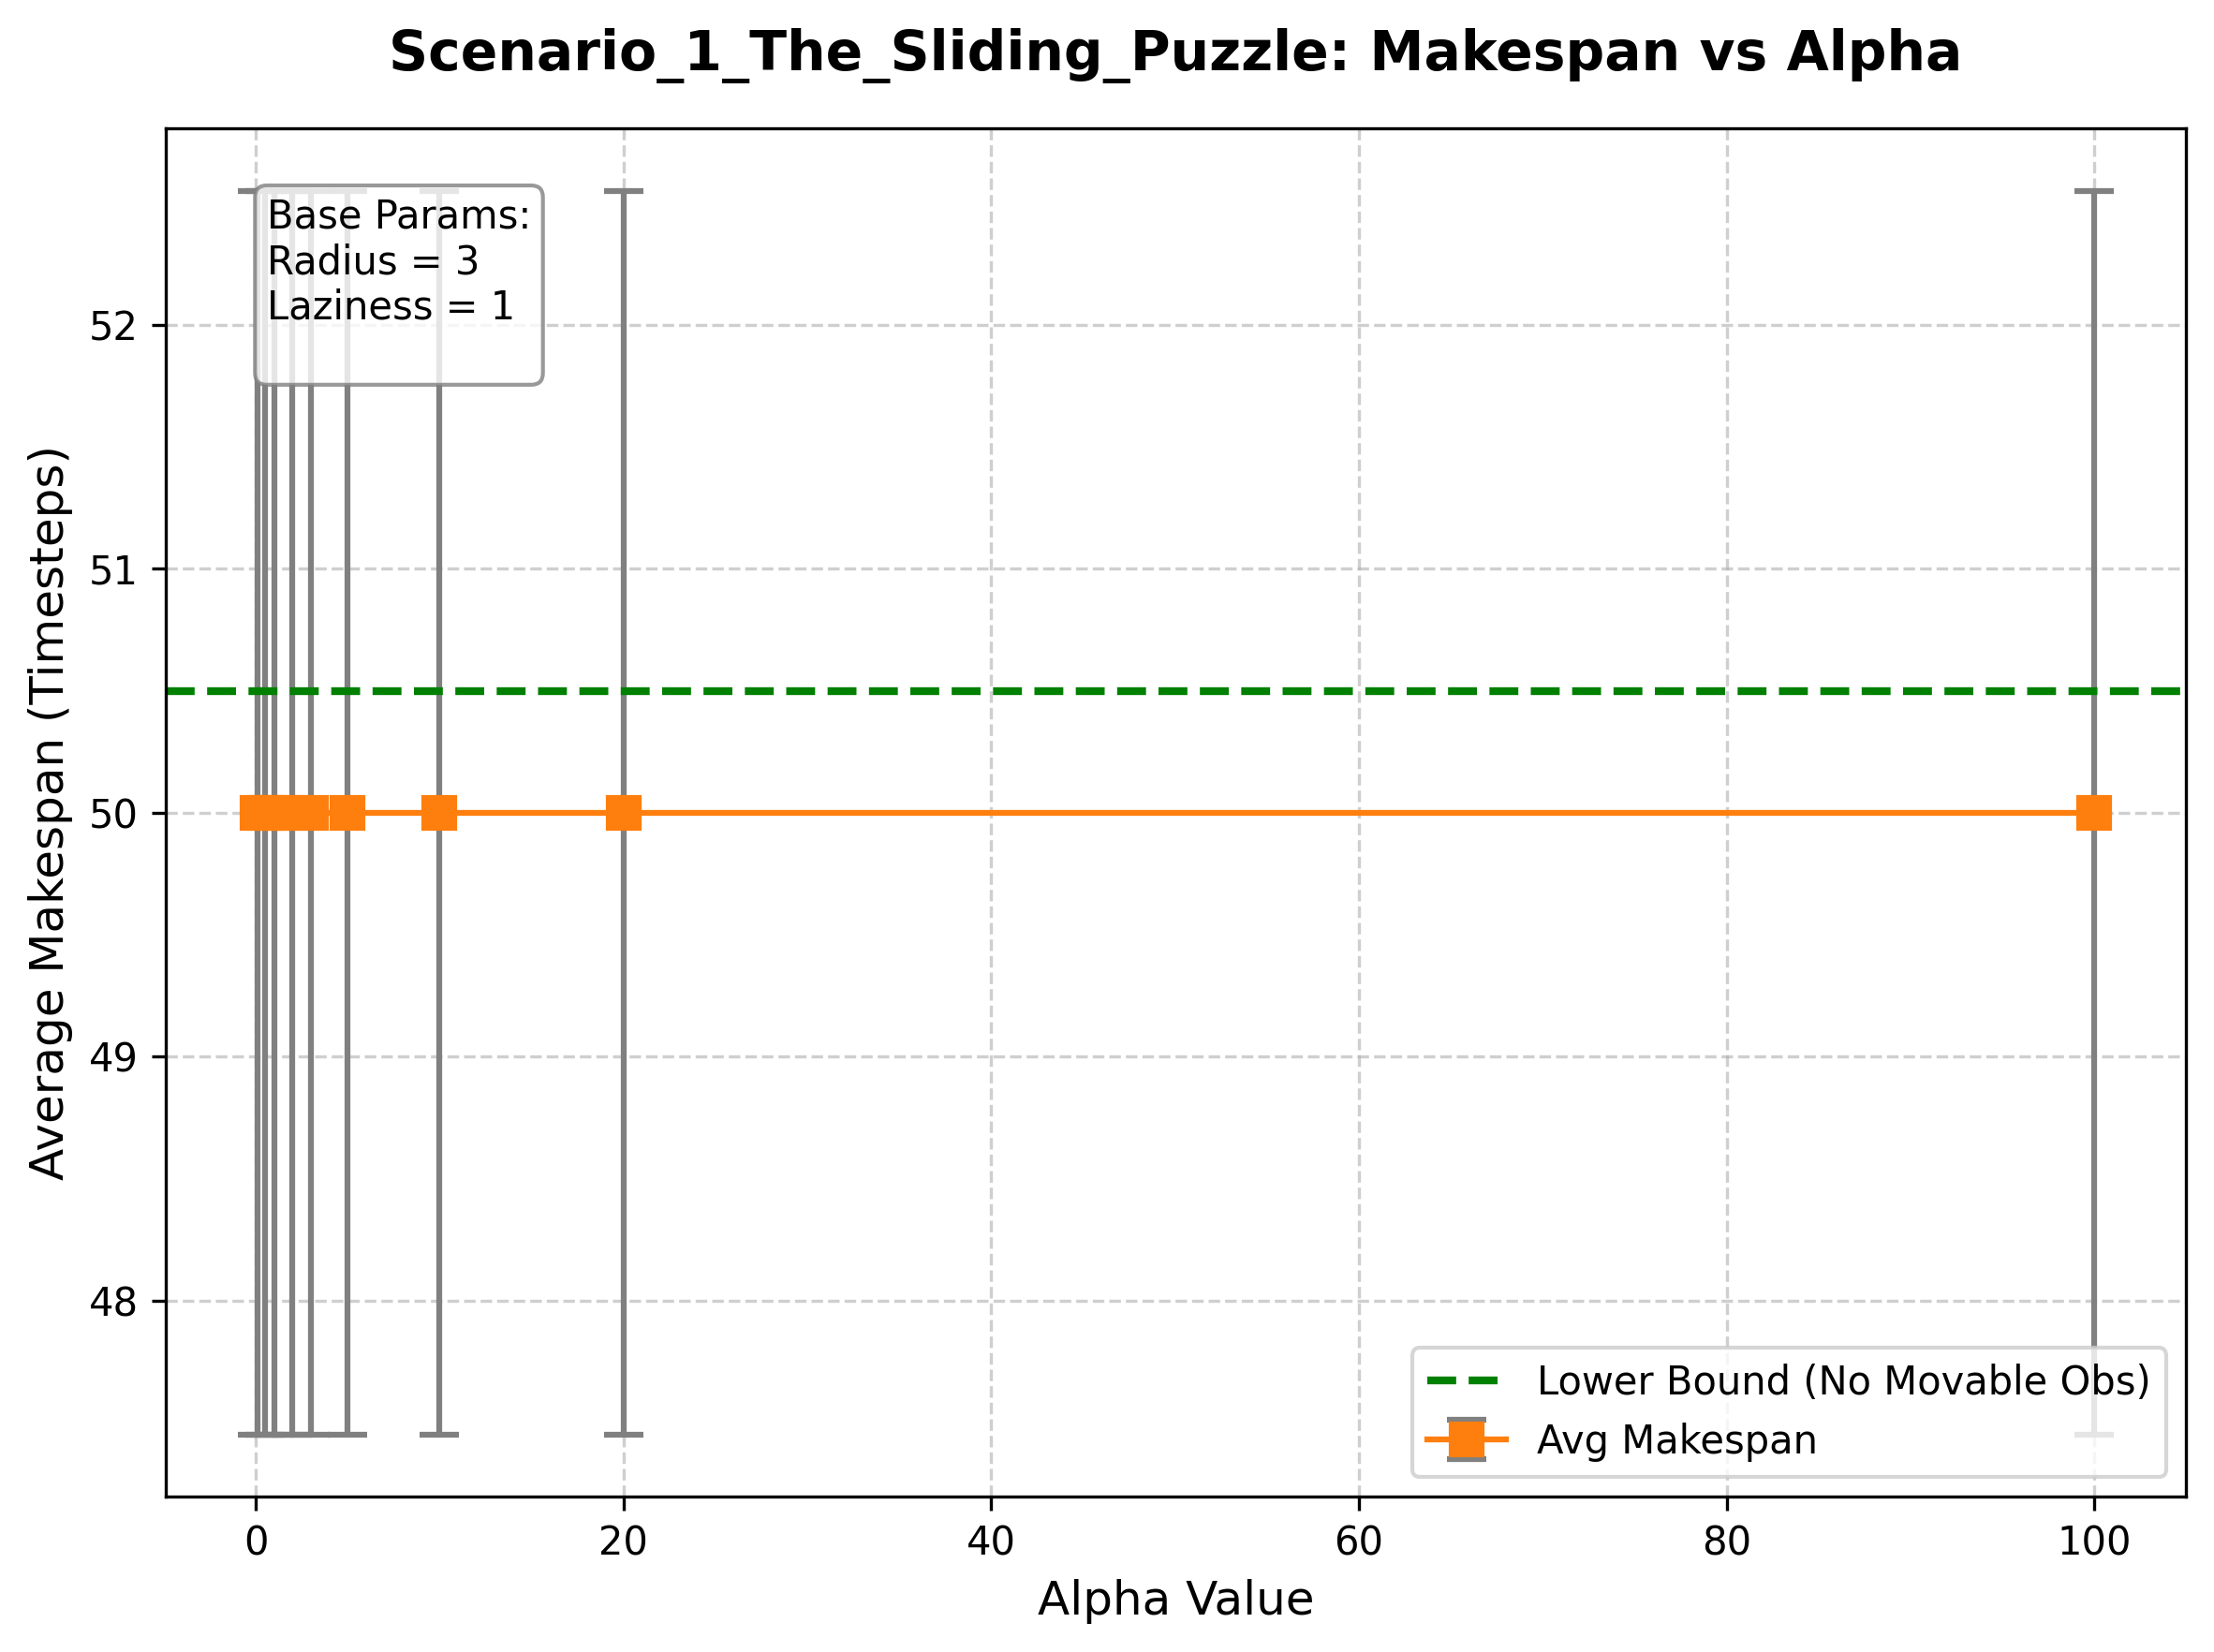 Scenario_1_The_Sliding_Puzzle: Makespan vs Alpha
Base Params:
Radius = 3
Laziness = 1
Average Makespan (Timesteps)
52
51
50
49
48
Lower Bound (No Movable Obs)
Avg Makespan
0
20
40
60
80
100
Alpha Value